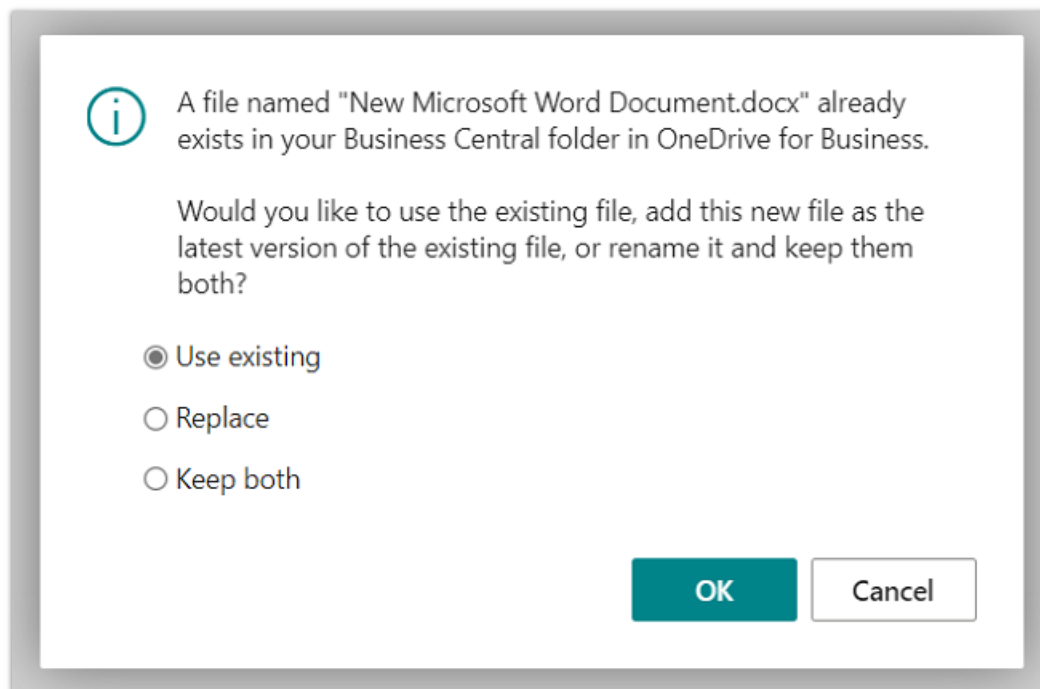 A file named "New Microsoft Word Document.docx" already
exists in your Business Central folder in OneDrive for Business.
Would you like to use the existing file, add this new file as the
latest version of the existing file, or rename it and keep them
both?
Use existing
Replace
Keep both
OK
Cancel